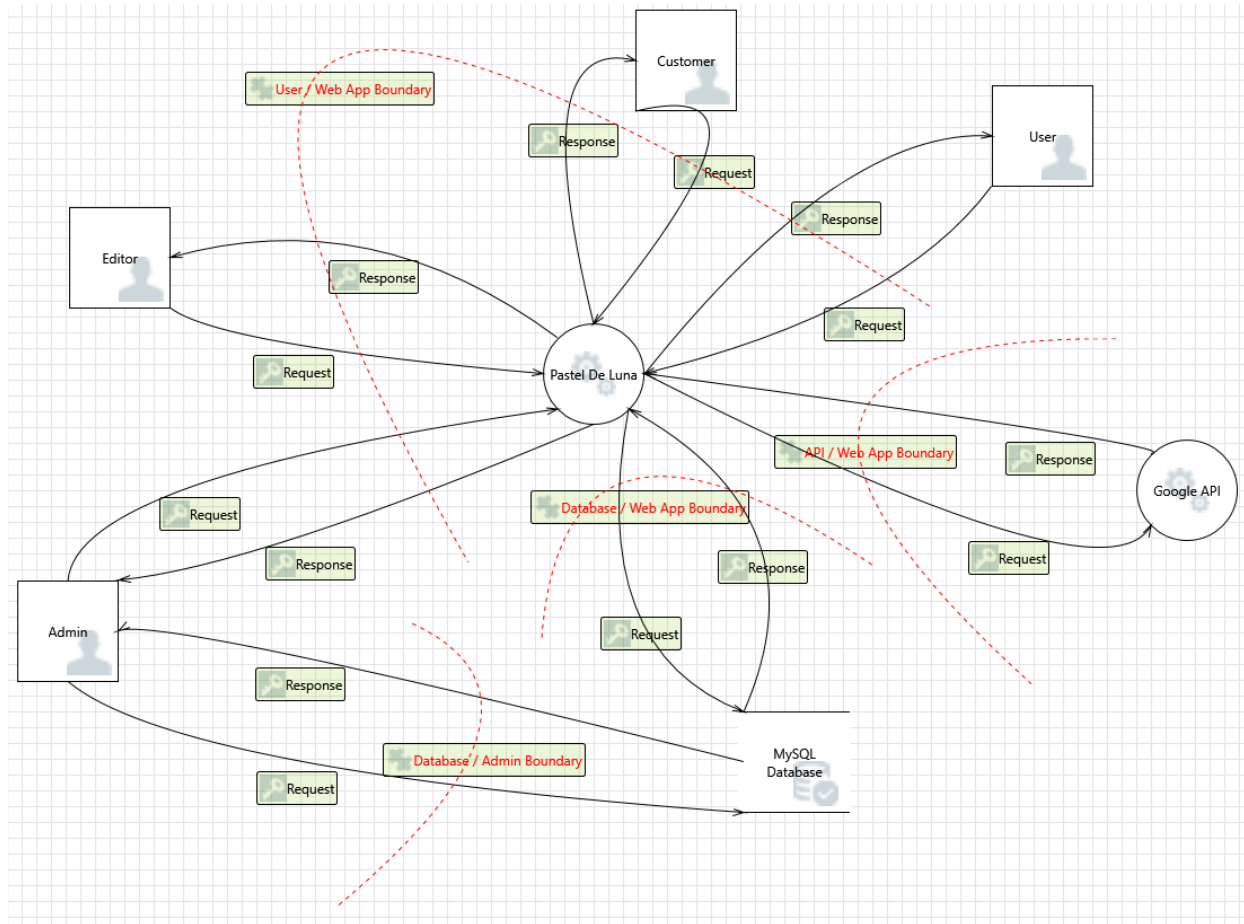 Customer
User / Web App Boundary
User
Response
Request
Response
Editor
Response
Request
Request
Pastel De Luna
API / Web App Boundary
Response
Google API
Request
Database / Web App Boundary
Request
Response
Response
Request
Admin
Response
MySQL
Database
Database / Admin Boundary
Request